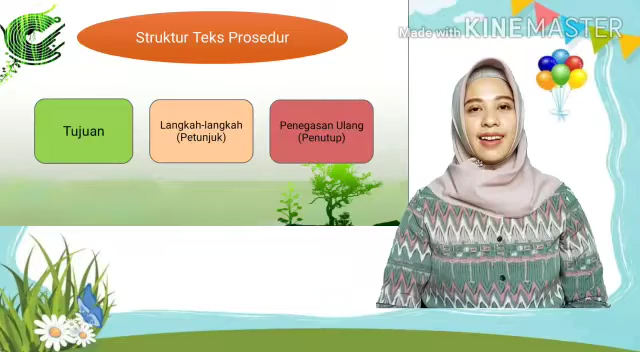 Struktur Teks Prosedur
Made with KINEMASTER
Tujuan
Langkah-langkah
(Petunjuk)
Penegasan Ulang
(Penutup)